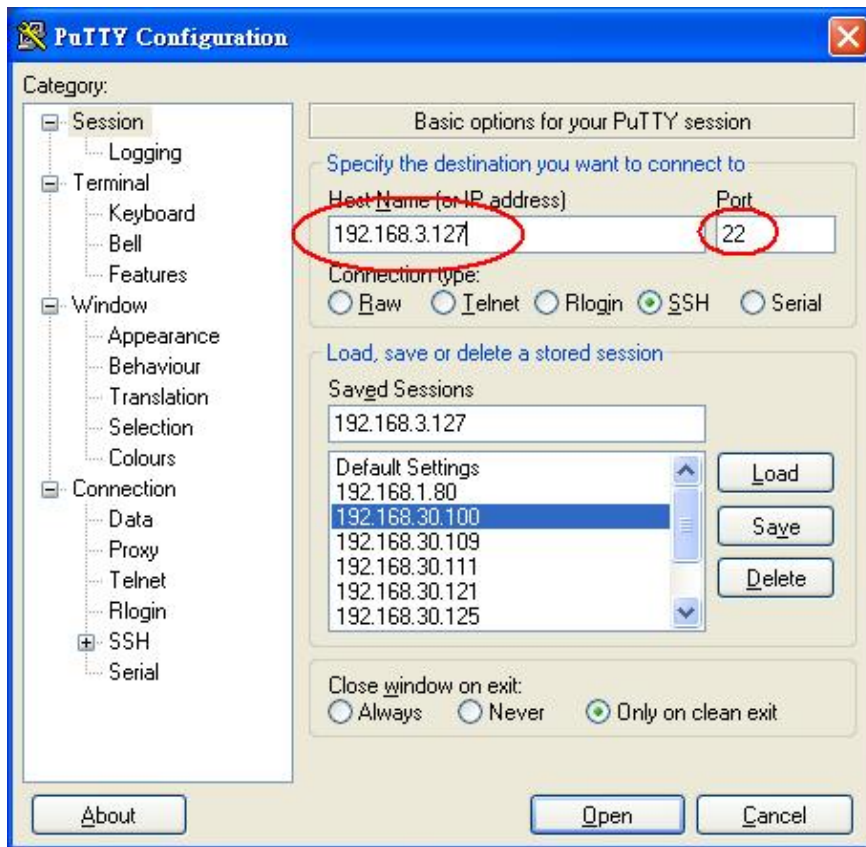 PuTTY Configuration
Category:
Session
Logging
Terminal
Keyboard
Bell
Features
Window
Appearance
Behaviour
Translation
Selection
Colours
Connection
Data
Proxy
Telnet
Rlogin
SSH
Serial
Basic options for your PuTTY session
Specify the destination you want to connect to
Host Name (or IP address) Port
192.168.3.127 22
Connection type:
Raw Telnet Rlogin SSH Serial
Load, save or delete a stored session
Saved Sessions
192.168.3.127
Default Settings
192.168.1.80
192.168.30.100
192.168.30.109
192.168.30.111
192.168.30.121
192.168.30.125
Load
Save
Delete
Close window on exit:
Always Never Only on clean exit
About Open Cancel